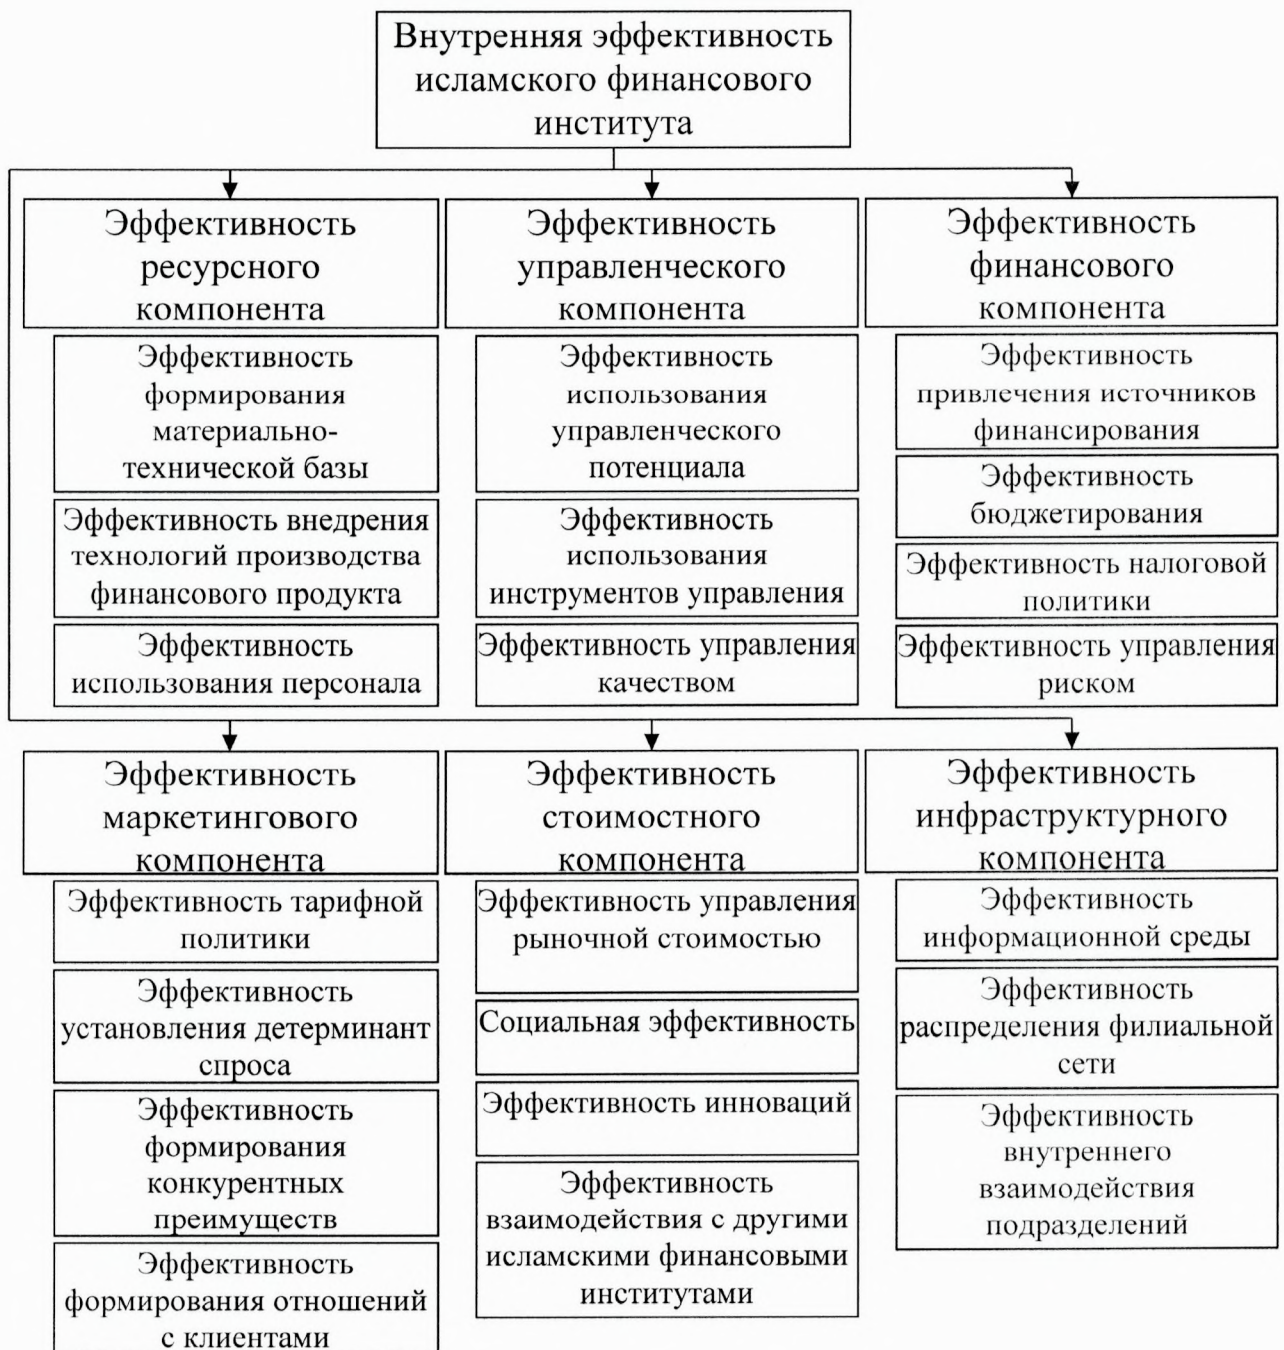 Внутренняя эффективность
исламского финансового
института
Эффективность
ресурсного
компонента
Эффективность
формирования
материально-
технической базы
Эффективность внедрения
технологий производства
финансового продукта
Эффективность
использования персонала
Эффективность
управленческого
компонента
Эффективность
использования
управленческого
потенциала
Эффективность
использования
инструментов управления
Эффективность управления
качеством
Эффективность
финансового
компонента
Эффективность
привлечения источников
финансирования
Эффективность
бюджетирования
Эффективность налоговой
политики
Эффективность управления
риском
Эффективность
маркетингового
компонента
Эффективность тарифной
политики
Эффективность
установления детерминант
спроса
Эффективность
формирования
конкурентных
преимуществ
Эффективность
формирования отношений
с клиентами
Эффективность
стоимостного
компонента
Эффективность управления
рыночной стоимостью
Социальная эффективность
Эффективность инноваций
Эффективность
взаимодействия с другими
исламскими финансовыми
институтами
Эффективность
инфраструктурного
компонента
Эффективность
информационной среды
Эффективность
распределения филиальной
сети
Эффективность
внутреннего
взаимодействия
подразделений